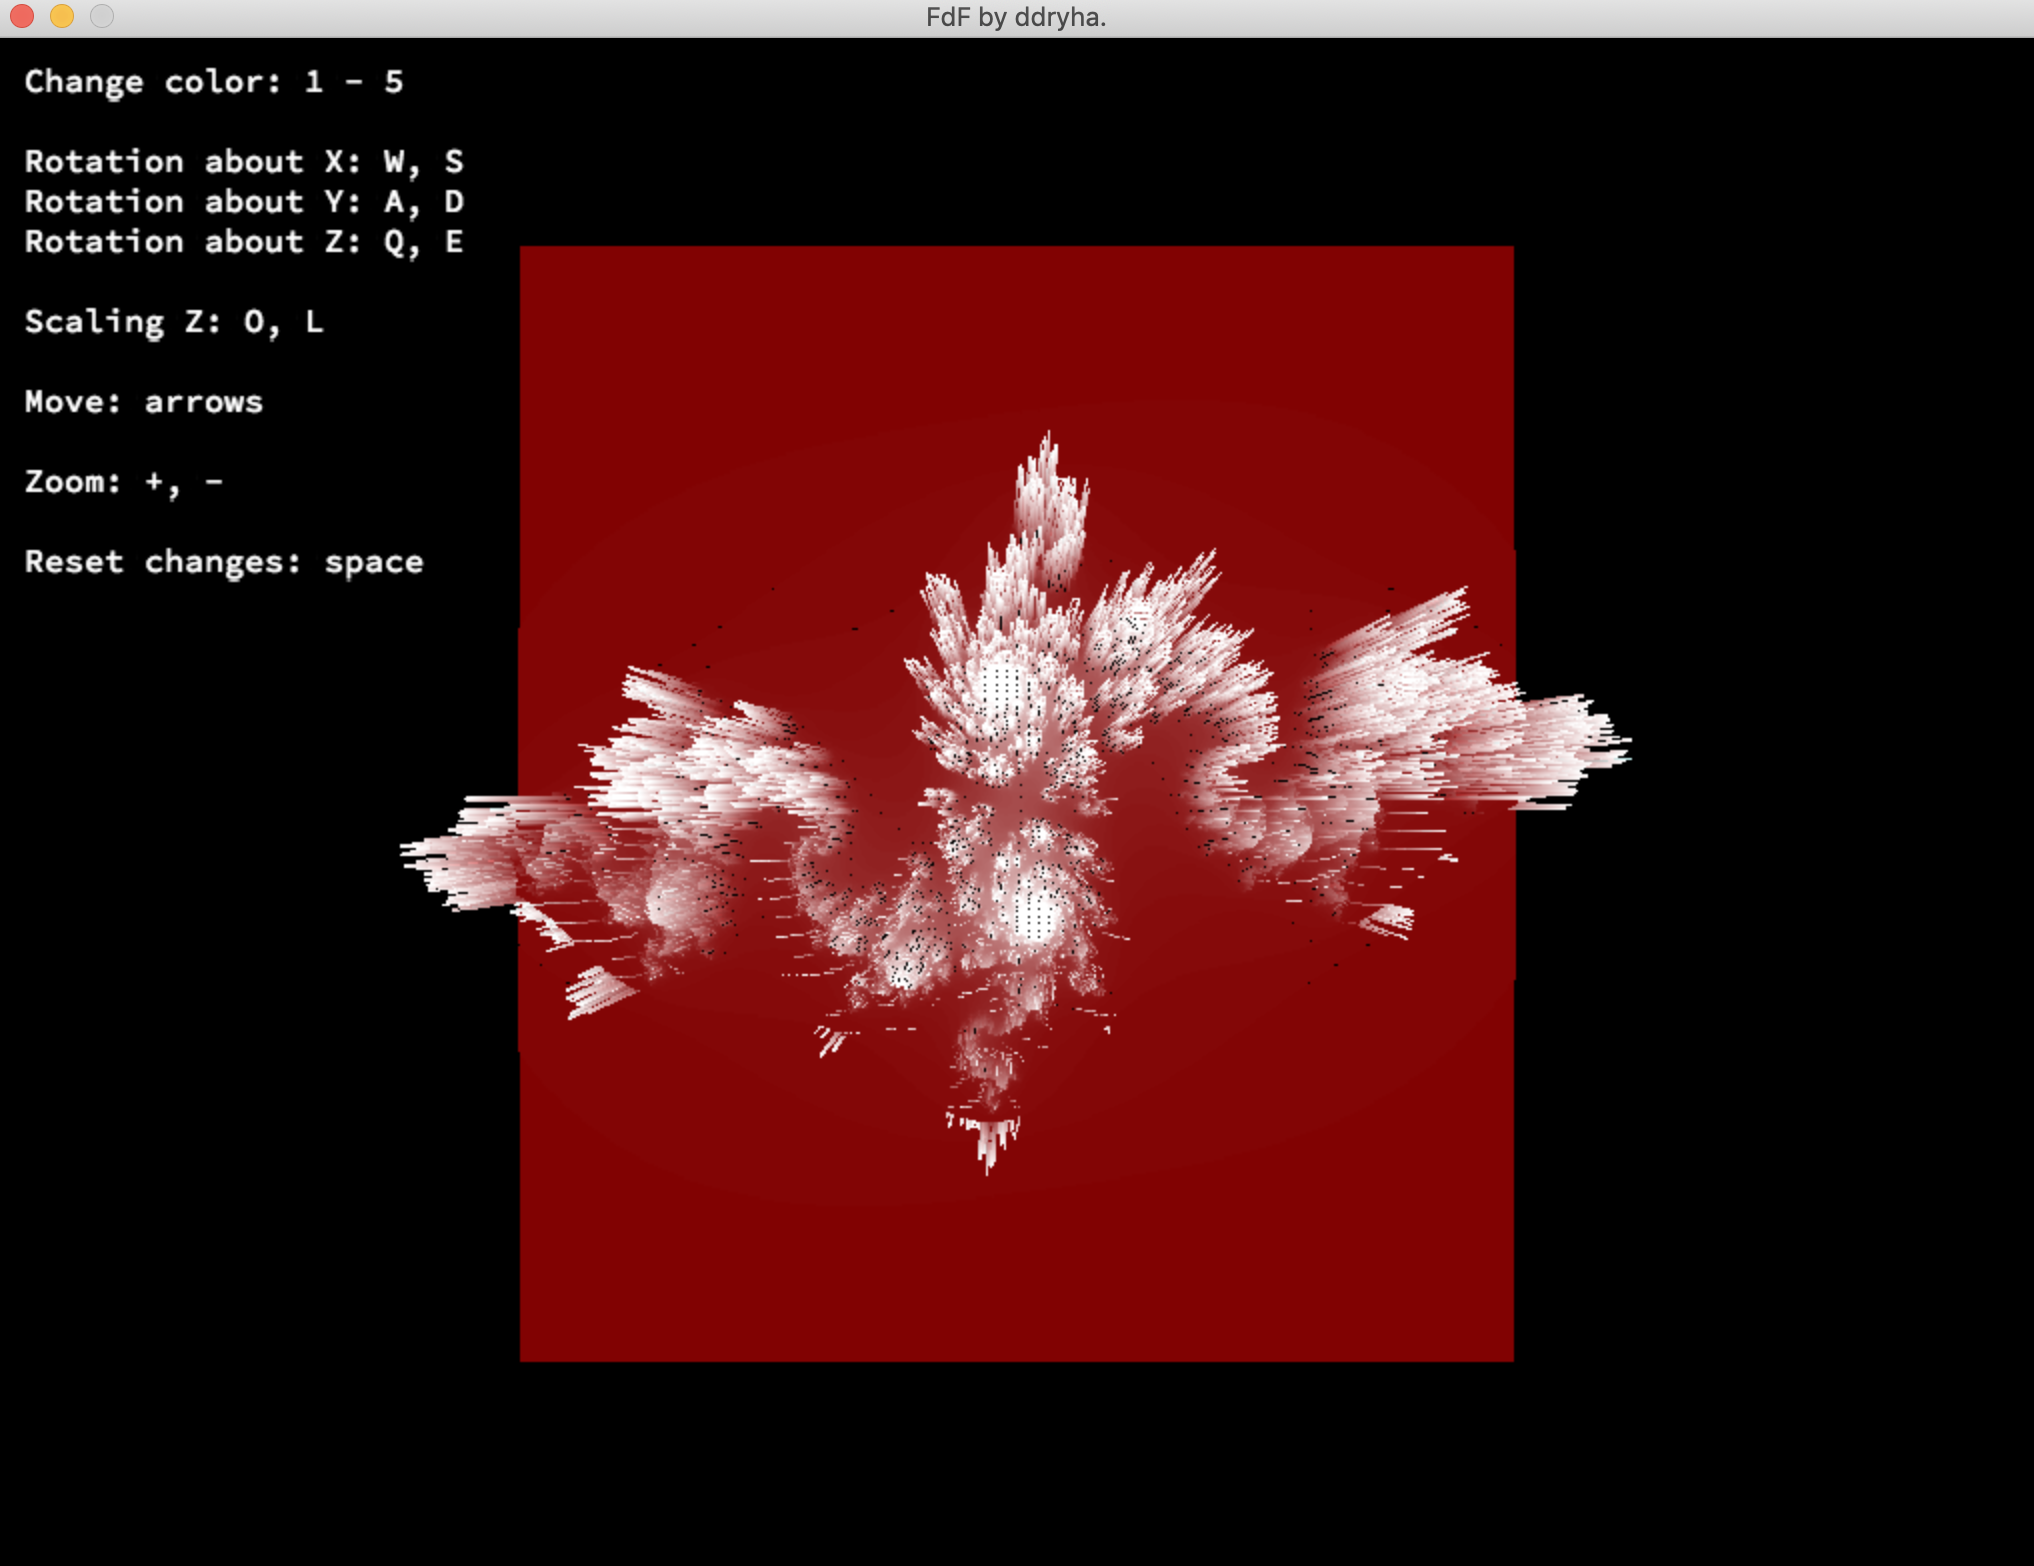 FdF by ddryha.
Change color: 1 - 5
Rotation about X: W, S
Rotation about Y: A, D
Rotation about Z: Q, E
Scaling Z: O, L
Move: arrows
Zoom: +, -
Reset changes: space